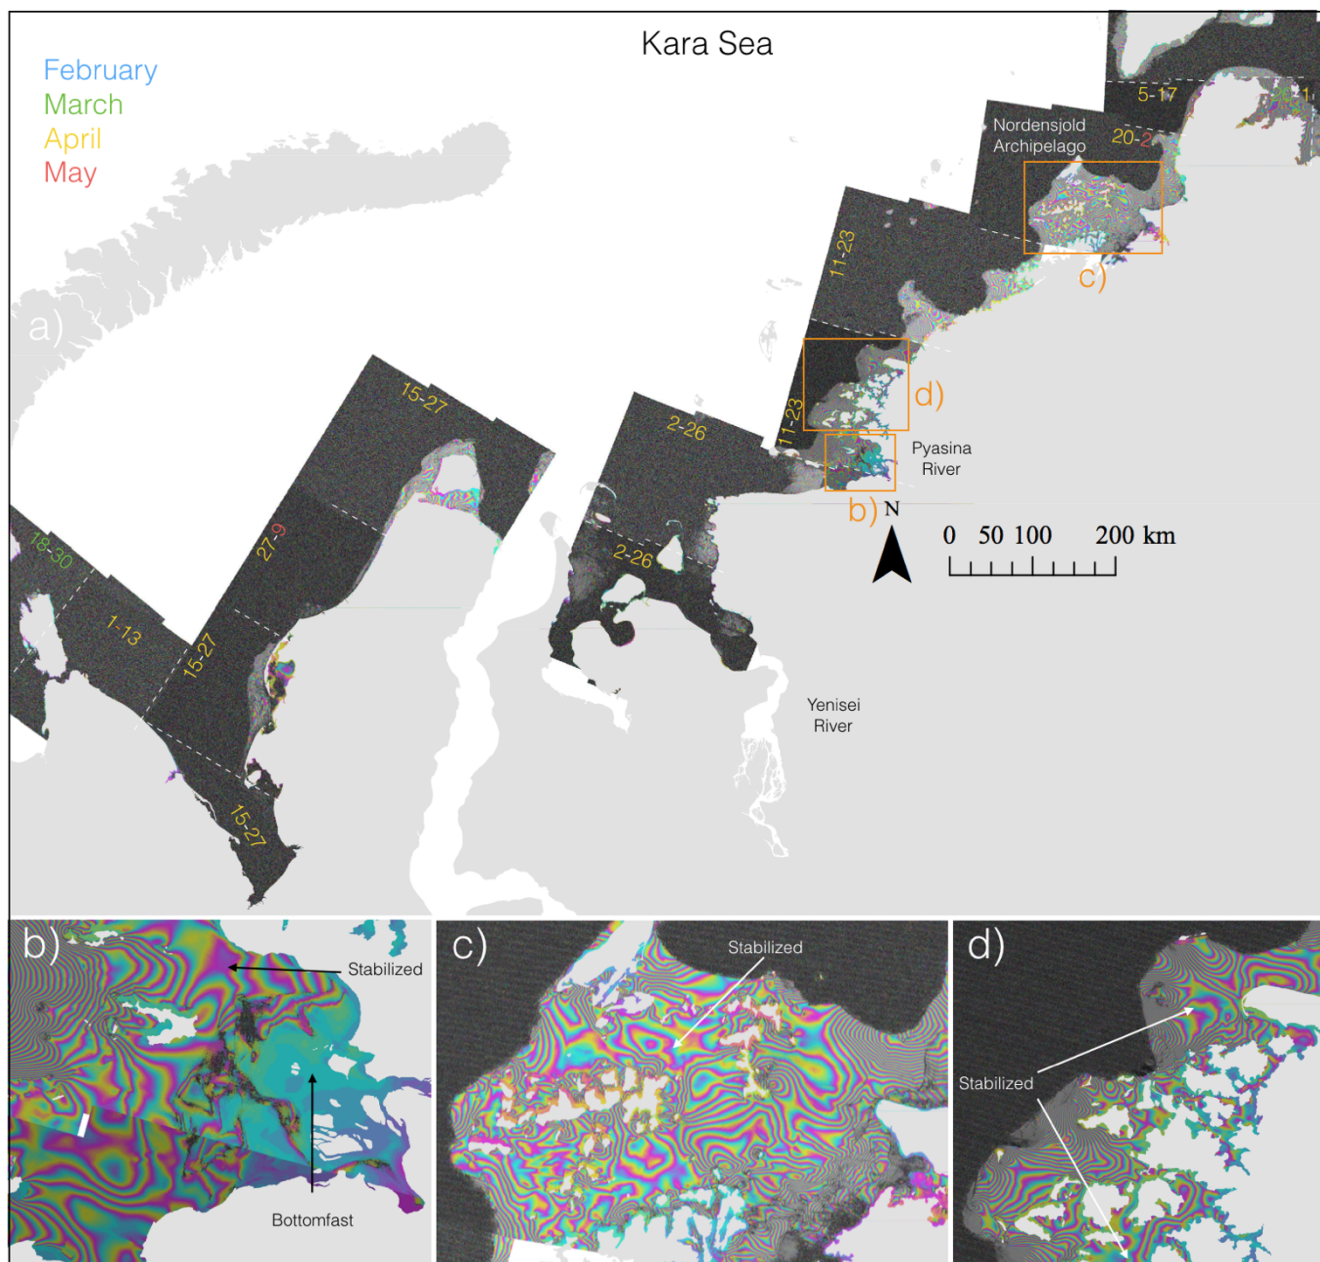 Kara Sea
February
March
April
May
a)
5-17
20-1
Nordensjold
Archipelago
20-2
c)
11-23
d)
11-23
Pyasina
River
b)
N
0 50 100 200 km
15-27
2-26
27-9
2-26
18-30
1-13
15-27
15-27
Yenisei
River
b)
Stabilized
Bottomfast
c)
Stabilized
d)
Stabilized